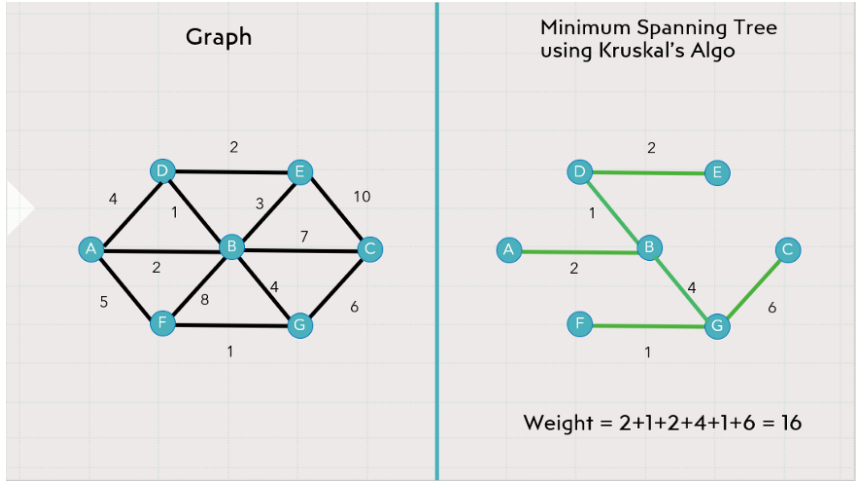 Graph
Minimum Spanning Tree
using Kruskal's Algo
2
D
E
4
1
3
10
A
B
7
C
2
5
8
4
6
F
G
1
2
D
E
1
A
B
C
2
4
6
F
G
1
Weight = 2+1+2+4+1+6 = 16